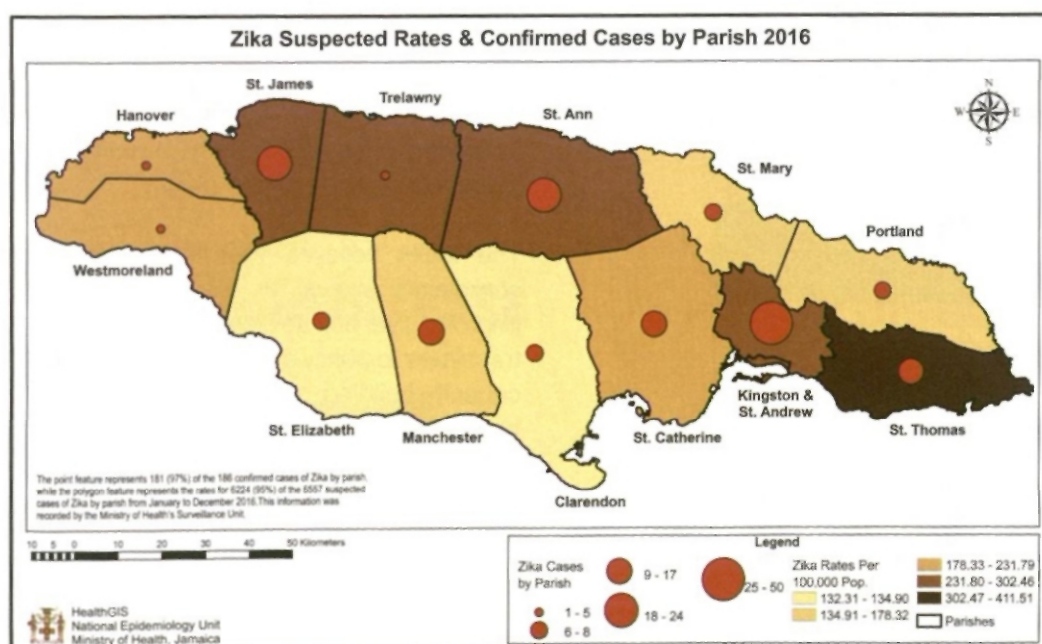 Zika Suspected Rates & Confirmed Cases by Parish 2016
St. James
Trelawny
Hanover
St. Ann
N
W
E
S
St. Mary
Portland
Westmoreland
Kingston &
St. Andrew
St. Elizabeth
Manchester
St. Catherine
St. Thomas
Clarendon
The point feature represents 181 (97%) of the 186 confirmed cases of Zika by parish,
while the polygon feature represents the rates for 6224 (95%) of the 6557 suspected
cases of Zika by parish from January to December 2016.This information was
recorded by the Ministry of Health's Surveillance Unit.
10 5 0 10 20 30 40 50 Kilometers
Legend
Zika Cases
by Parish
1 - 5
6 - 8
9 - 17
18 - 24
25 - 50
Zika Rates Per
100,000 Pop.
132.31 - 134.90
134.91 - 178.32
178.33 - 231.79
231.80 - 302.46
302.47 - 411.51
Parishes
HealthGIS
National Epidemiology Unit
Ministry of Health, Jamaica